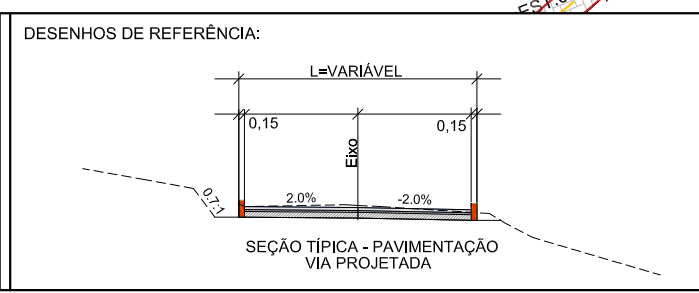 EST.
DESENHOS DE REFERÊNCIA:
L=VARIÁVEL
0,15
0,15
Eixo
0.7:1
2.0%
-2.0%
SEÇÃO TÍPICA - PAVIMENTAÇÃO
VIA PROJETADA